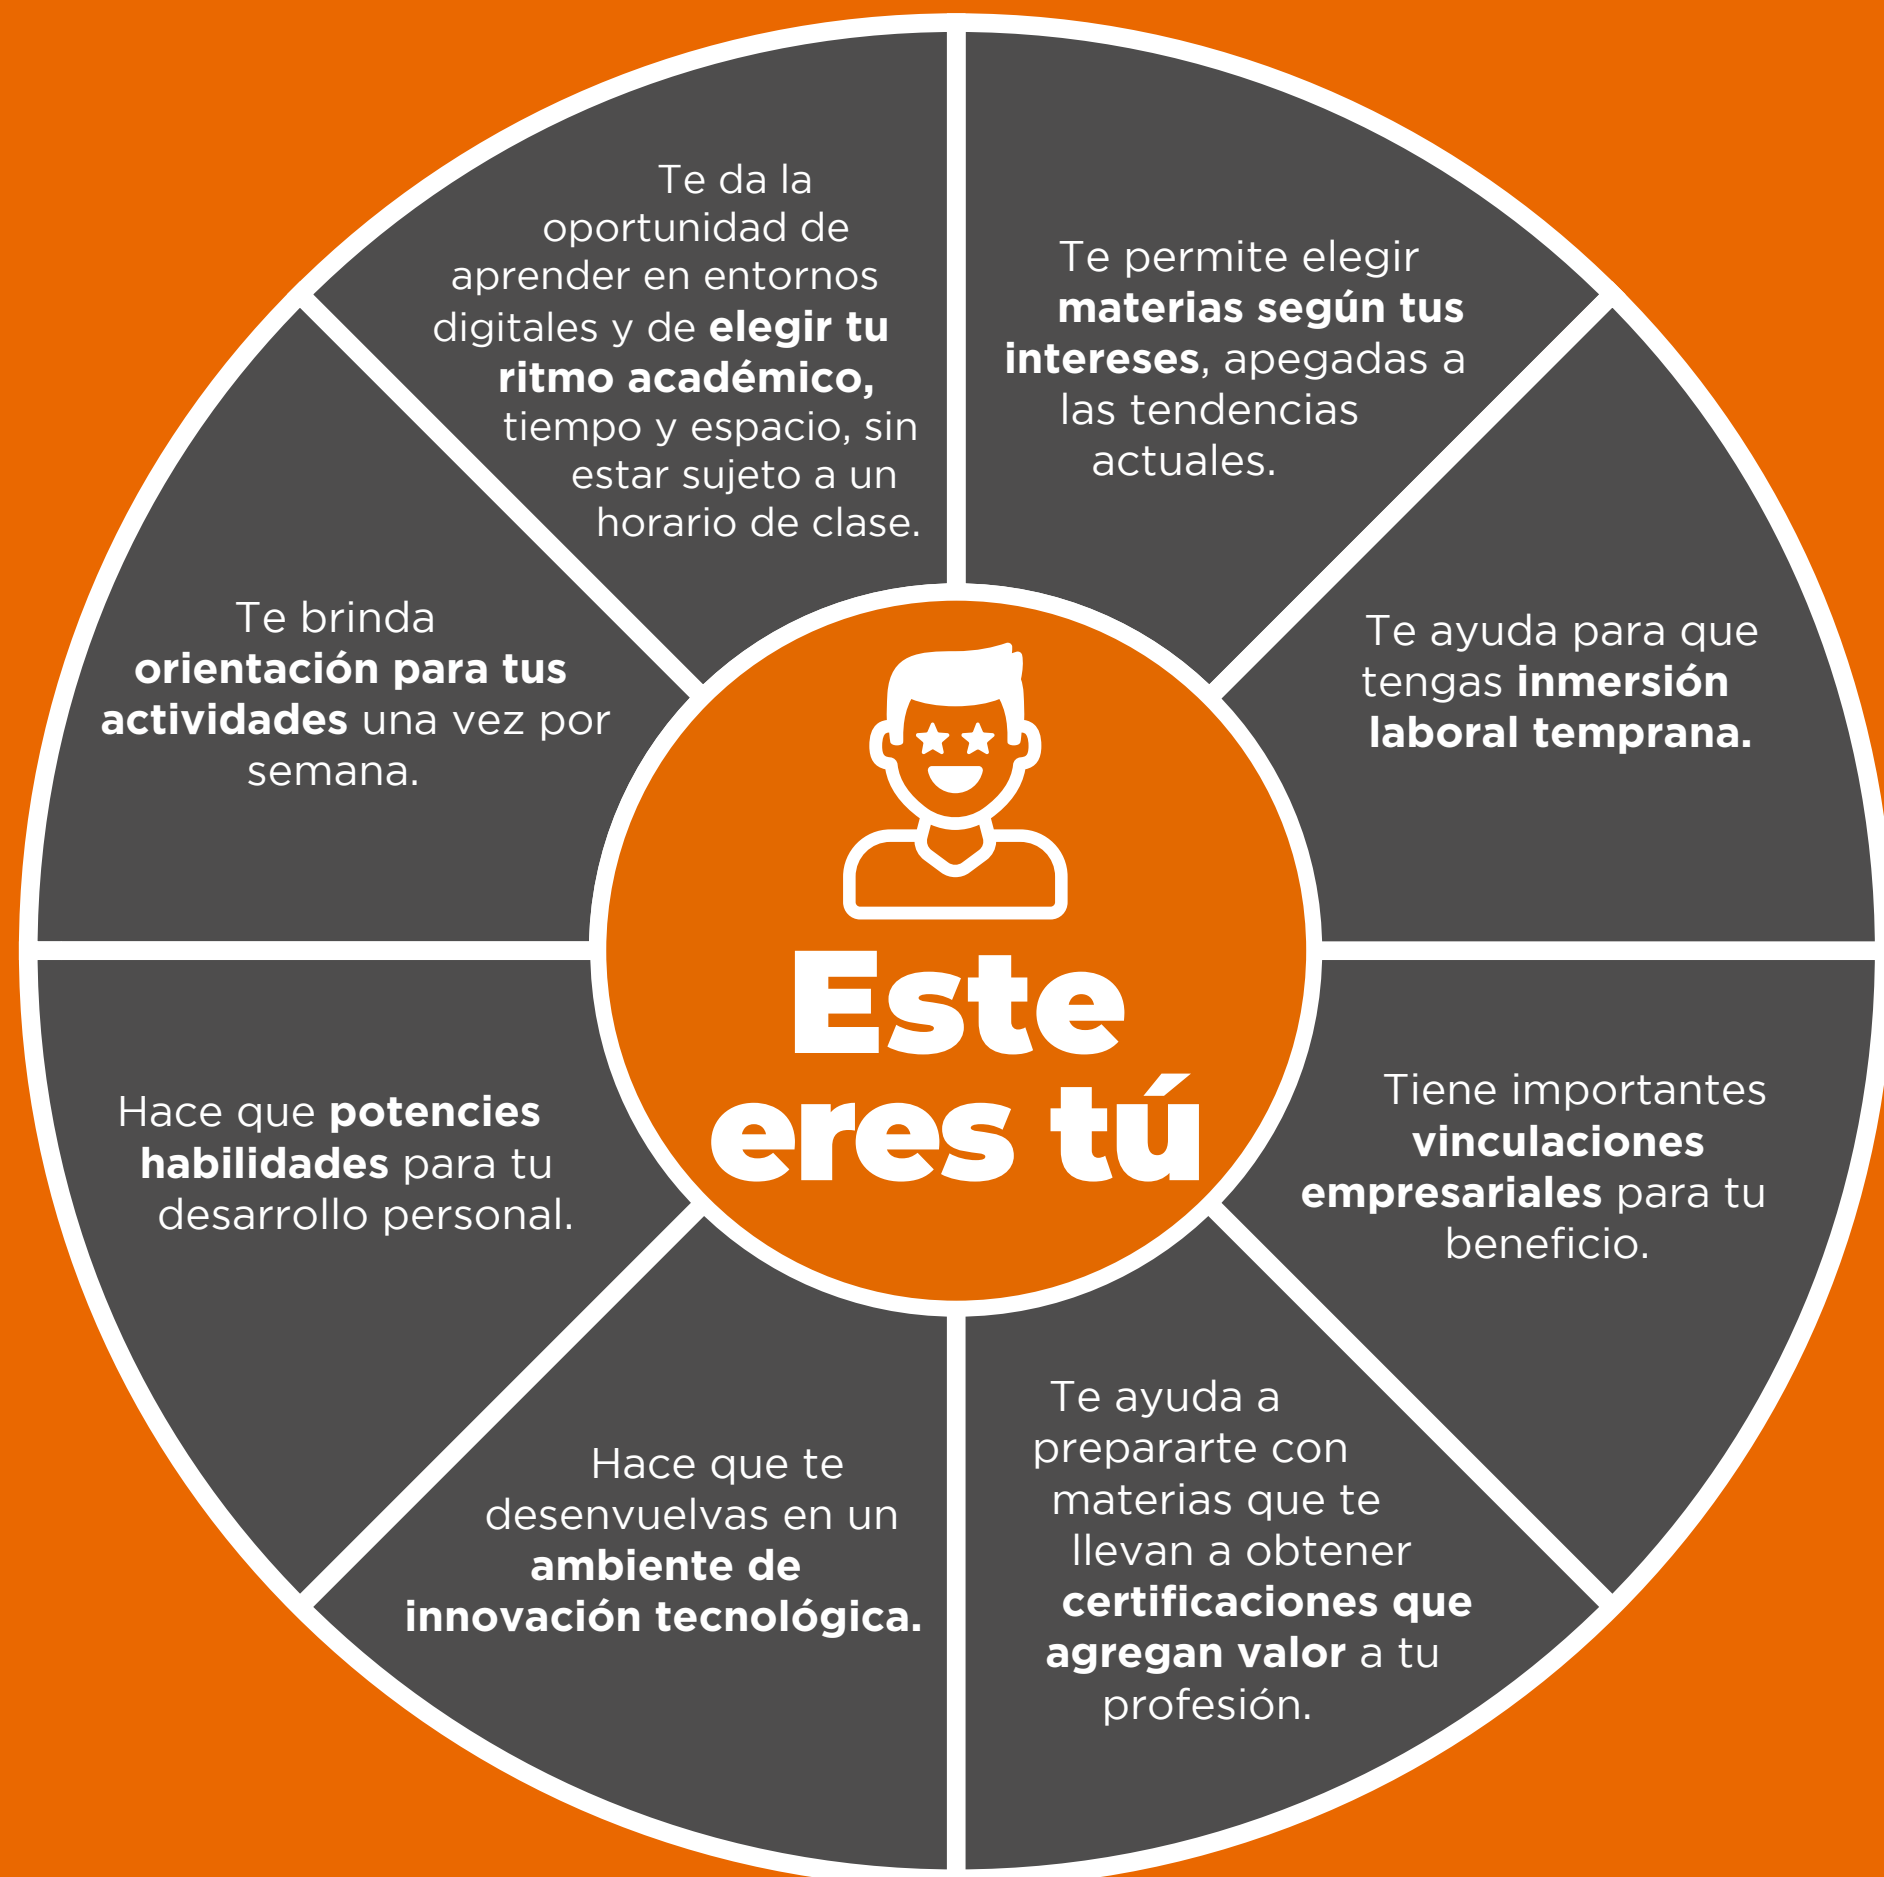 Te da la
oportunidad de
aprender en entornos
digitales y de elegir tu
ritmo académico,
tiempo y espacio, sin
estar sujeto a un
horario de clase.
Te permite elegir
materias según tus
intereses, apegadas a
las tendencias
actuales.
Te brinda
orientación para tus
actividades una vez por
semana.
Te ayuda para que
tengas inmersión
laboral temprana.
Este
eres tú
Hace que potencies
habilidades para tu
desarrollo personal.
Tiene importantes
vinculaciones
empresariales para tu
beneficio.
Hace que te
desenvuelvas en un
ambiente de
innovación tecnológica.
Te ayuda a
prepararte con
materias que te
llevan a obtener
certificaciones que
agregan valor a tu
profesión.